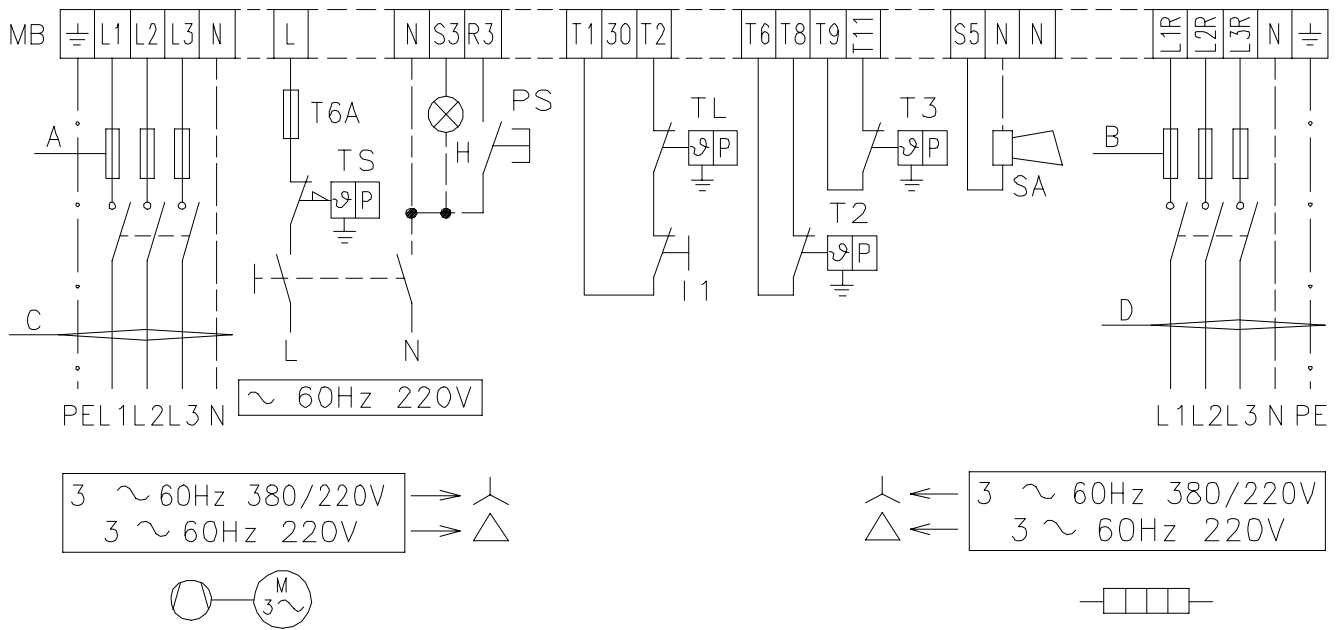 MB L1 L2 L3 N L N S3 R3 T1 30 T2 T6 T8 T9 T11 S5 N N L1R L2R L3R N
A T6A H PS TL T3 B
TS ϑ P ϑ P ϑ P SA
T2
ϑ P
I1
C L N D
PE L1 L2 L3 N ~ 60Hz 220V L1 L2 L3 N PE
3 ~ 60Hz 380/220V 3 ~ 60Hz 380/220V
3 ~ 60Hz 220V 3 ~ 60Hz 220V
M
3~